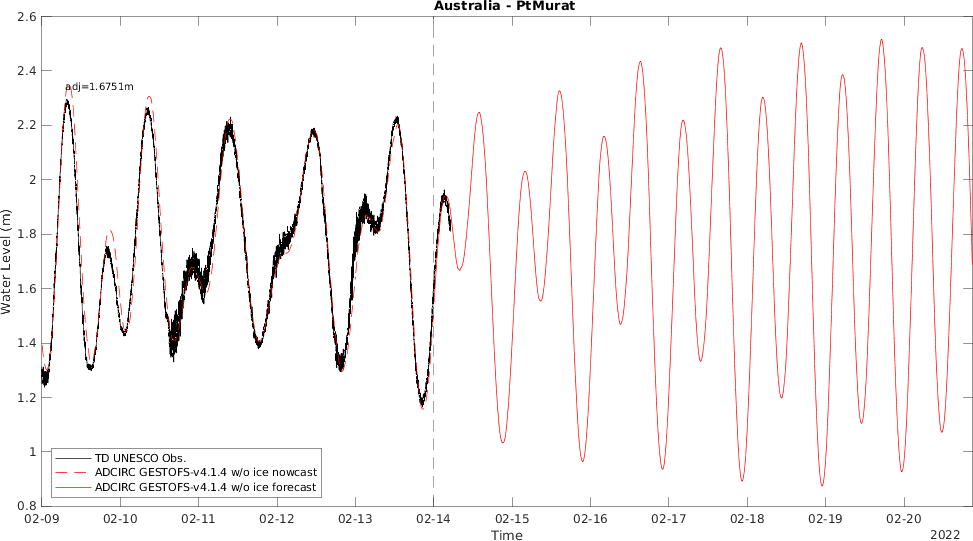 Australia - PtMurat
2.6
2.4
2.2
2
1.8
1.6
1.4
1.2
1
0.8
Water Level (m)
adj=1.6751m
TD UNESCO Obs.
ADCIRC GESTOFS-v4.1.4 w/o ice nowcast
ADCIRC GESTOFS-v4.1.4 w/o ice forecast
02-09 02-10 02-11 02-12 02-13 02-14 02-15 02-16 02-17 02-18 02-19 02-20
Time
2022